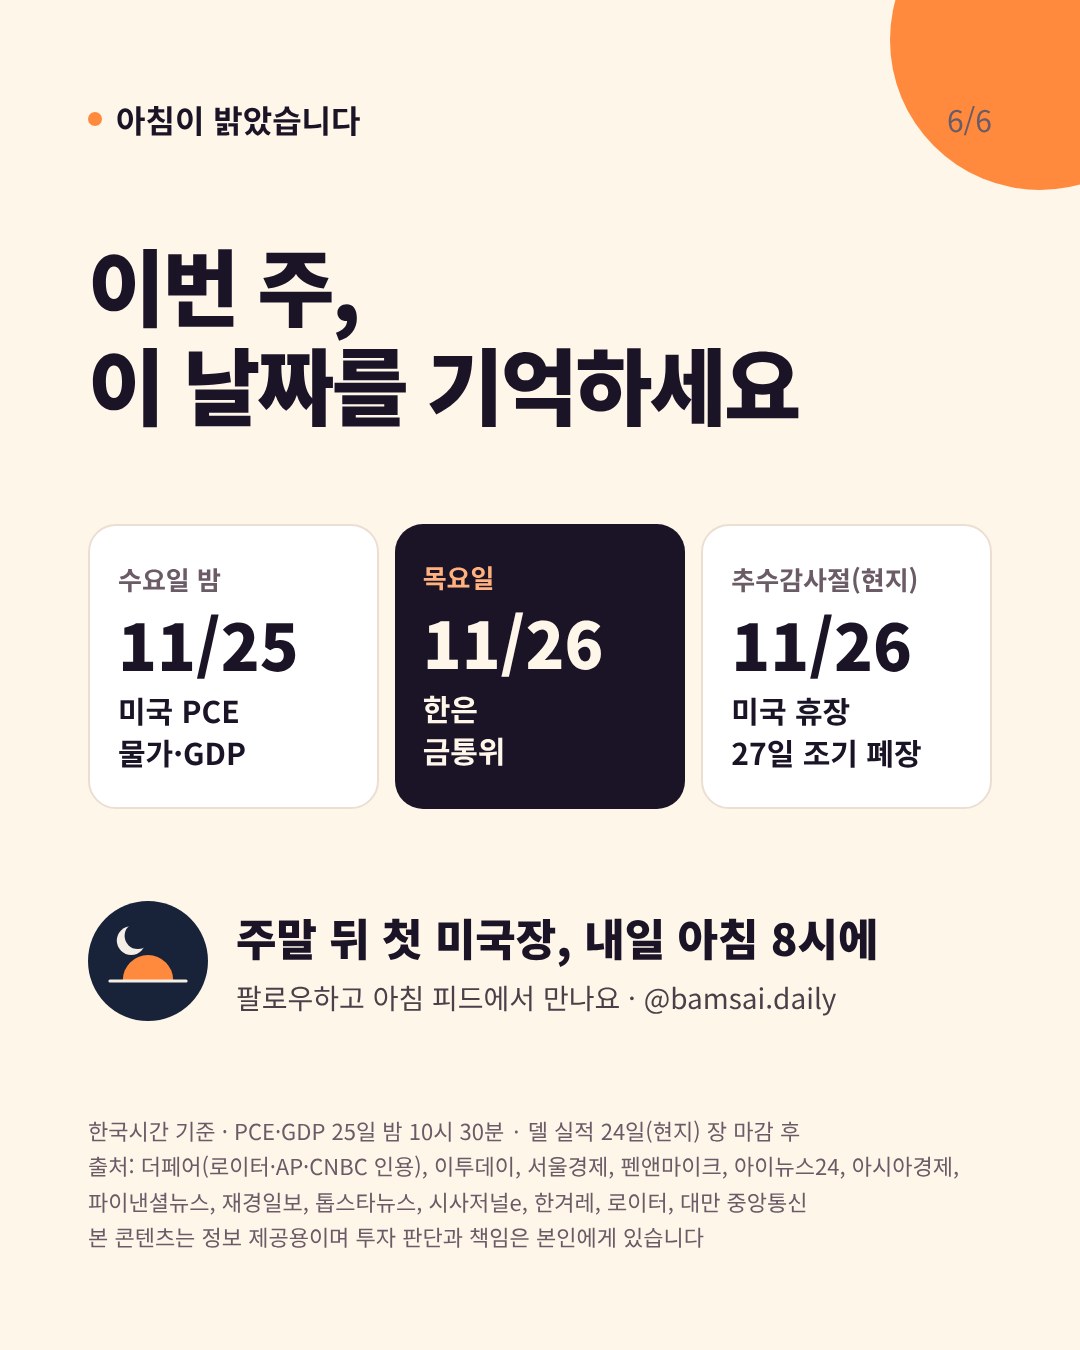 아침이 밝았습니다
6/6
이번 주,
이 날짜를 기억하세요
수요일 밤
11/25
미국 PCE
물가·GDP
목요일
11/26
한은
금통위
추수감사절(현지)
11/26
미국 휴장
27일 조기 폐장
주말 뒤 첫 미국장, 내일 아침 8시에
팔로우하고 아침 피드에서 만나요 · @bamsai.daily
한국시간 기준 · PCE·GDP 25일 밤 10시 30분 · 델 실적 24일(현지) 장 마감 후
출처: 더페어(로이터·AP·CNBC 인용), 이투데이, 서울경제, 펜앤마이크, 아이뉴스24, 아시아경제,
파이낸셜뉴스, 재경일보, 톱스타뉴스, 시사저널e, 한겨레, 로이터, 대만 중앙통신
본 콘텐츠는 정보 제공용이며 투자 판단과 책임은 본인에게 있습니다